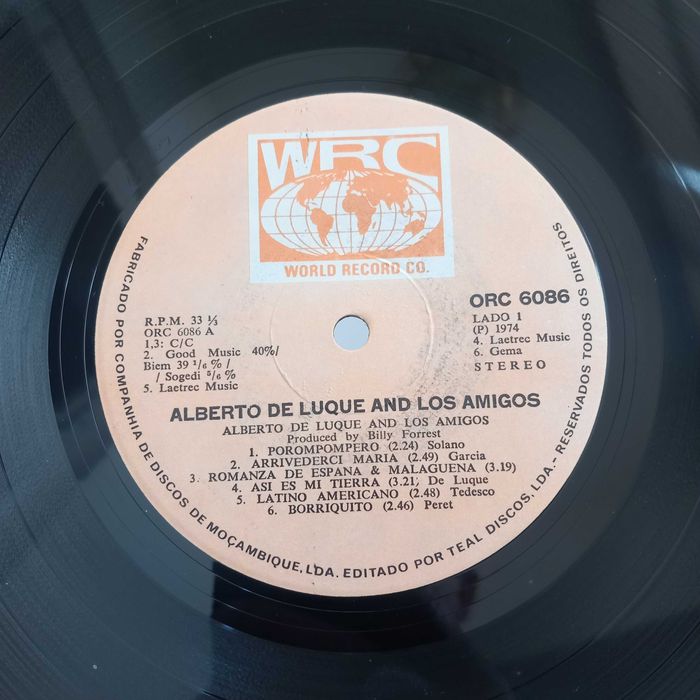 WRC
WORLD RECORD CO.
R.P.M. 33 ⅓
ORC 6086 A
1,3: C/C
2. Good Music 40%/
Biem 39 1/6 %/
/ Sogedi 5/6 %
5. Laetrec Music
ORC 6086
LADO 1
(P) 1974
4. Laetrec Music
6. Gema
STEREO
ALBERTO DE LUQUE AND LOS AMIGOS
ALBERTO DE LUQUE AND LOS AMIGOS
Produced by Billy Forrest
1. POROMPOMPERO (2.24) Solano
2. ARRIVEDERCI MARIA (2.49) Garcia
3. ROMANZA DE ESPANA & MALAGUENA (3.19)
4. ASI ES MI TIERRA (3.21) De Luque
5. LATINO AMERICANO (2.48) Tedesco
6. BORRIQUITO (2.46) Peret
FABRICADO POR COMPANHIA DE DISCOS DE MOÇAMBIQUE, LDA. EDITADO POR TEAL DISCOS, LDA. - RESERVADOS TODOS OS DIREITOS